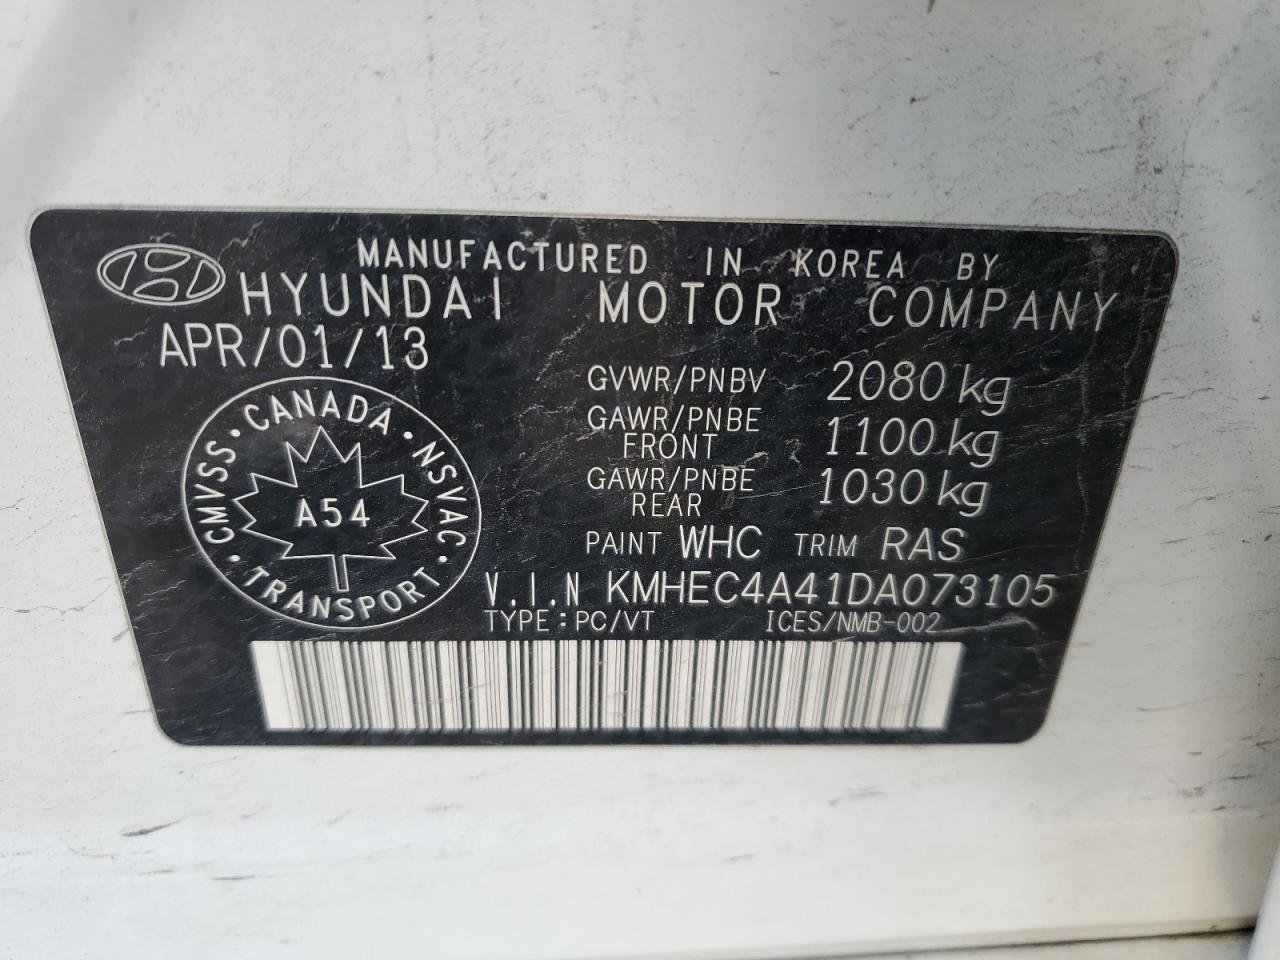 MANUFACTURED IN KOREA BY
HYUNDAI MOTOR COMPANY
APR/01/13
GVWR/PNBV 2080 kg
GAWR/PNBE FRONT 1100 kg
GAWR/PNBE REAR 1030 kg
CMVSS · CANADA · NSVAC · TRANSPORT ·
A54
PAINT WHC TRIM RAS
V.I.N KMHEC4A41DA073105
TYPE:PC/VT ICES/NMB-002